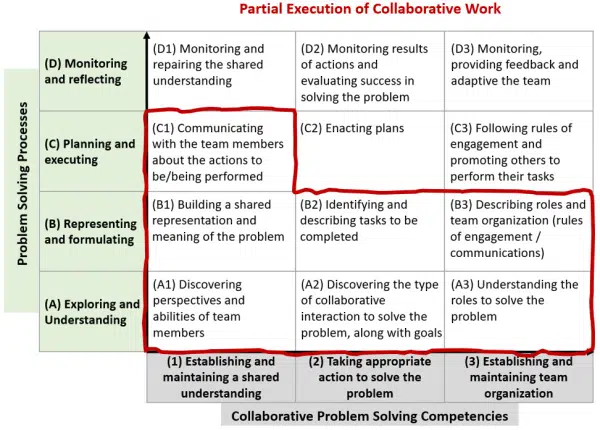 Partial Execution of Collaborative Work
Problem Solving Processes
(D) Monitoring
and reflecting
(D1) Monitoring and
repairing the shared
understanding
(D2) Monitoring results
of actions and
evaluating success in
solving the problem
(D3) Monitoring,
providing feedback and
adaptive the team
(C) Planning and
executing
(C1) Communicating
with the team members
about the actions to
be/being performed
(C2) Enacting plans
(C3) Following rules of
engagement and
promoting others to
perform their tasks
(B) Representing
and formulating
(B1) Building a shared
representation and
meaning of the problem
(B2) Identifying and
describing tasks to be
completed
(B3) Describing roles and
team organization (rules
of engagement /
communications)
(A) Exploring and
Understanding
(A1) Discovering
perspectives and
abilities of team
members
(A2) Discovering the type
of collaborative
interaction to solve the
problem, along with goals
(A3) Understanding the
roles to solve the
problem
(1) Establishing and
maintaining a shared
understanding
(2) Taking appropriate
action to solve the
problem
(3) Establishing and
maintaining team
organization
Collaborative Problem Solving Competencies